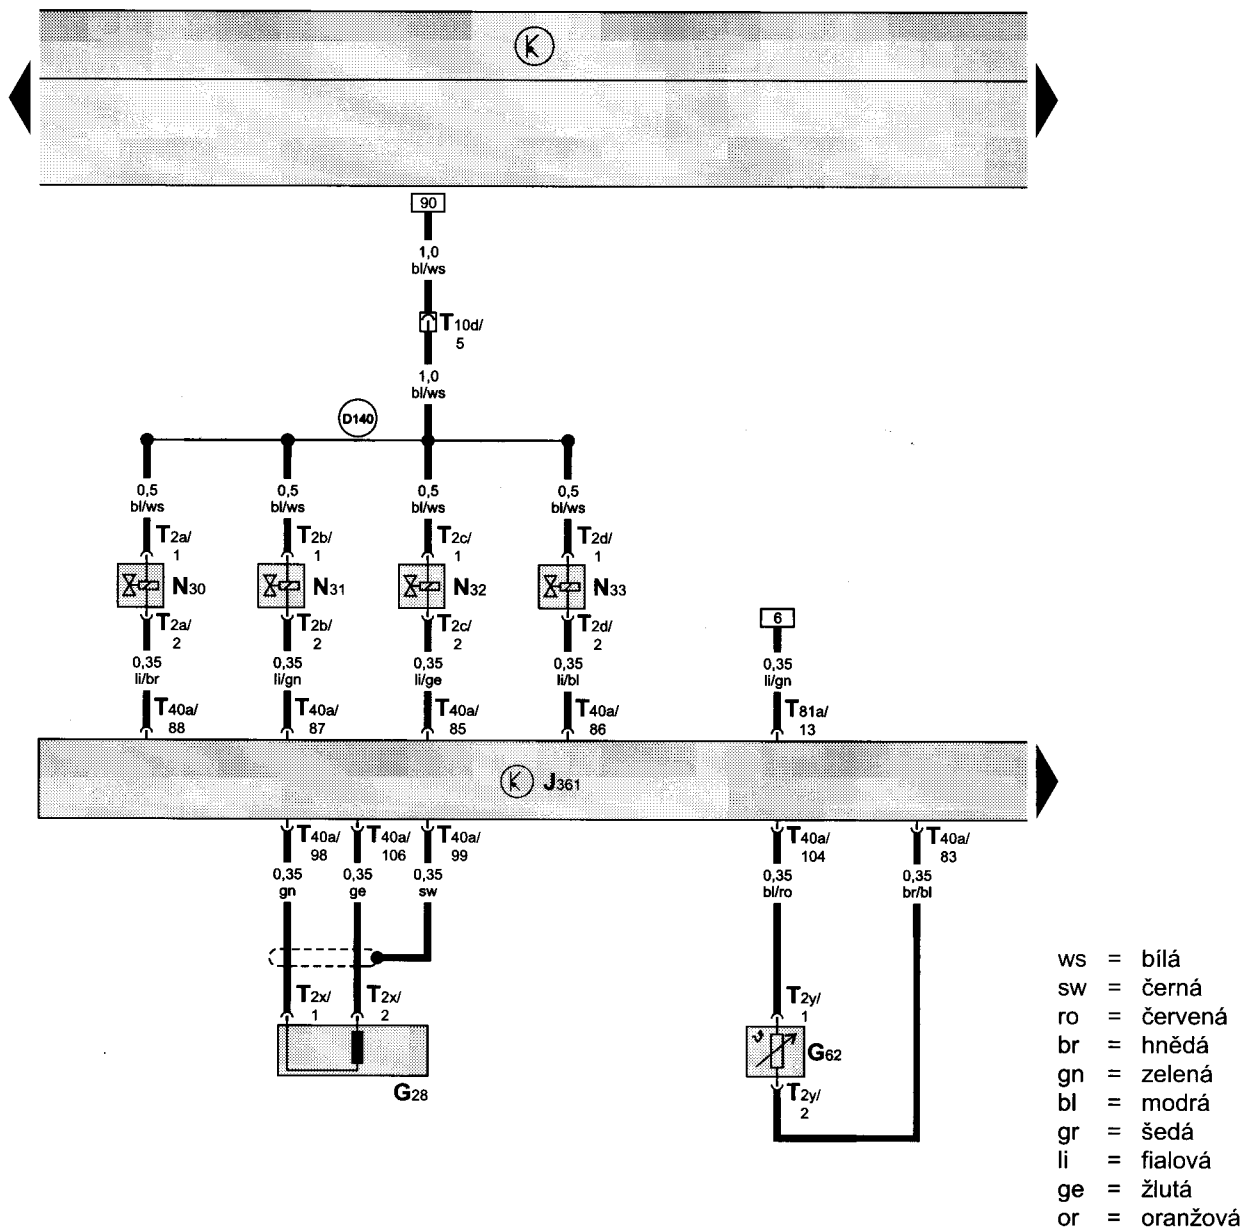 90
1,0
bl/ws
T10d/
5
1,0
bl/ws
D140
0,5 0,5 0,5 0,5
bl/ws bl/ws bl/ws bl/ws
T2a/ T2b/ T2c/ T2d/
1 1 1 1
N30 N31 N32 N33
6
T2a/ T2b/ T2c/ T2d/
2 2 2 2
0,35 0,35 0,35 0,35 0,35
li/br li/gn li/ge li/bl li/gn
T40a/ T40a/ T40a/ T40a/ T81a/
88 87 85 86 13
J361
T40a/ T40a/ T40a/ T40a/ T40a/
98 106 99 104 83
0,35 0,35 0,35 0,35 0,35
gn ge sw bl/ro br/bl
T2x/ T2x/ T2y/
1 2 1
G62
G28
T2y/
2
ws = bílá
sw = černá
ro = červená
br = hnědá
gn = zelená
bl = modrá
gr = šedá
li = fialová
ge = žlutá
or = oranžová